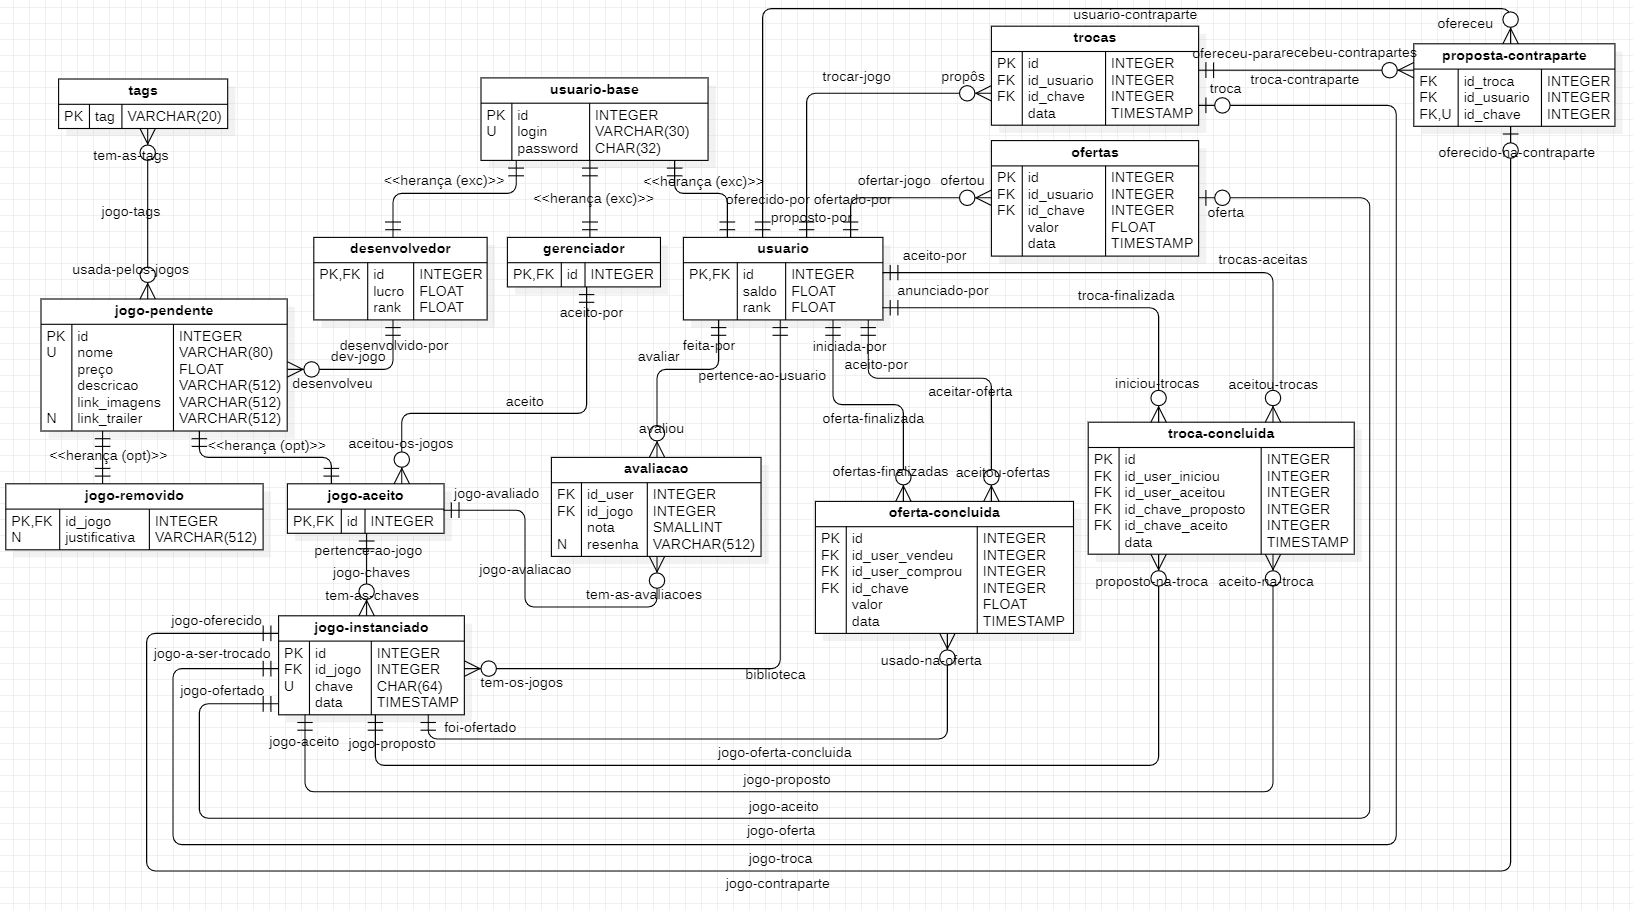 usuario-contraparte
ofereceu
trocas
PK id INTEGER
FK id_usuario INTEGER
FK id_chave INTEGER
data TIMESTAMP
ofereceu-para
recebeu-contrapartes
troca-contraparte
troca
proposta-contraparte
FK id_troca INTEGER
FK id_usuario INTEGER
FK,U id_chave INTEGER
oferecido-na-contraparte
trocar-jogo
propôs
tags
PK tag VARCHAR(20)
tem-as-tags
jogo-tags
usada-pelos-jogos
usuario-base
PK id INTEGER
U login VARCHAR(30)
password CHAR(32)
<<herança (exc)>>
<<herança (exc)>>
<<herança (exc)>>
ofertas
PK id INTEGER
FK id_usuario INTEGER
FK id_chave INTEGER
valor FLOAT
data TIMESTAMP
ofertar-jogo
ofertou
oferta
oferecido-por
ofertado-por
proposto-por
desenvolvedor
PK,FK id INTEGER
lucro FLOAT
rank FLOAT
gerenciador
PK,FK id INTEGER
aceito-por
usuario
PK,FK id INTEGER
saldo FLOAT
rank FLOAT
aceito-por
trocas-aceitas
anunciado-por
troca-finalizada
jogo-pendente
PK id INTEGER
U nome VARCHAR(80)
preço FLOAT
descricao VARCHAR(512)
link_imagens VARCHAR(512)
N link_trailer VARCHAR(512)
desenvolvido-por
dev-jogo
desenvolveu
feita-por
avaliar
pertence-ao-usuario
iniciada-por
aceito-por
aceitar-oferta
oferta-finalizada
iniciou-trocas
aceitou-trocas
aceito
aceitou-os-jogos
avaliou
<<herança (opt)>>
<<herança (opt)>>
jogo-removido
PK,FK id_jogo INTEGER
N justificativa VARCHAR(512)
jogo-aceito
PK,FK id INTEGER
jogo-avaliado
avaliacao
FK id_user INTEGER
FK id_jogo INTEGER
nota SMALLINT
N resenha VARCHAR(512)
jogo-avaliacao
tem-as-avaliacoes
ofertas-finalizadas
aceitou-ofertas
oferta-concluida
PK id INTEGER
FK id_user_vendeu INTEGER
FK id_user_comprou INTEGER
FK id_chave INTEGER
valor FLOAT
data TIMESTAMP
usado-na-oferta
troca-concluida
PK id INTEGER
FK id_user_iniciou INTEGER
FK id_user_aceitou INTEGER
FK id_chave_proposto INTEGER
FK id_chave_aceito INTEGER
data TIMESTAMP
proposto-na-troca
aceito-na-troca
pertence-ao-jogo
jogo-chaves
tem-as-chaves
jogo-instanciado
PK id INTEGER
FK id_jogo INTEGER
U chave CHAR(64)
data TIMESTAMP
jogo-oferecido
jogo-a-ser-trocado
jogo-ofertado
tem-os-jogos
biblioteca
foi-ofertado
jogo-aceito
jogo-proposto
jogo-oferta-concluida
jogo-proposto
jogo-aceito
jogo-oferta
jogo-troca
jogo-contraparte